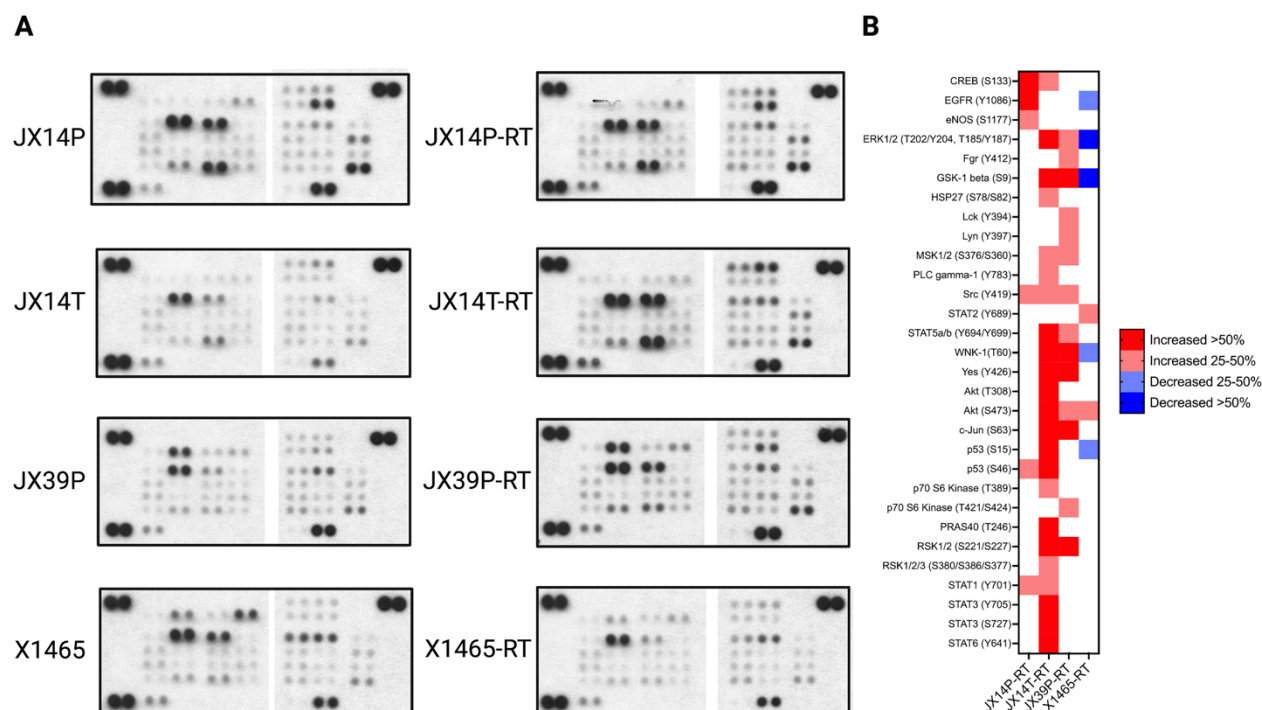 A
B
JX14P
JX14P-RT
JX14T
JX14T-RT
JX39P
JX39P-RT
X1465
X1465-RT
CREB (S133)
EGFR (Y1086)
eNOS (S1177)
ERK1/2 (T202/Y204, T185/Y187)
Fgr (Y412)
GSK-1 beta (S9)
HSP27 (S78/S82)
Lck (Y394)
Lyn (Y397)
MSK1/2 (S376/S360)
PLC gamma-1 (Y783)
Src (Y419)
STAT2 (Y689)
STAT5a/b (Y694/Y699)
WNK-1(T60)
Yes (Y426)
Akt (T308)
Akt (S473)
c-Jun (S63)
p53 (S15)
p53 (S46)
p70 S6 Kinase (T389)
p70 S6 Kinase (T421/S424)
PRAS40 (T246)
RSK1/2 (S221/S227)
RSK1/2/3 (S380/S386/S377)
STAT1 (Y701)
STAT3 (Y705)
STAT3 (S727)
STAT6 (Y641)
JX14P-RT
JX14T-RT
JX39P-RT
X1465-RT
Increased >50%
Increased 25-50%
Decreased 25-50%
Decreased >50%